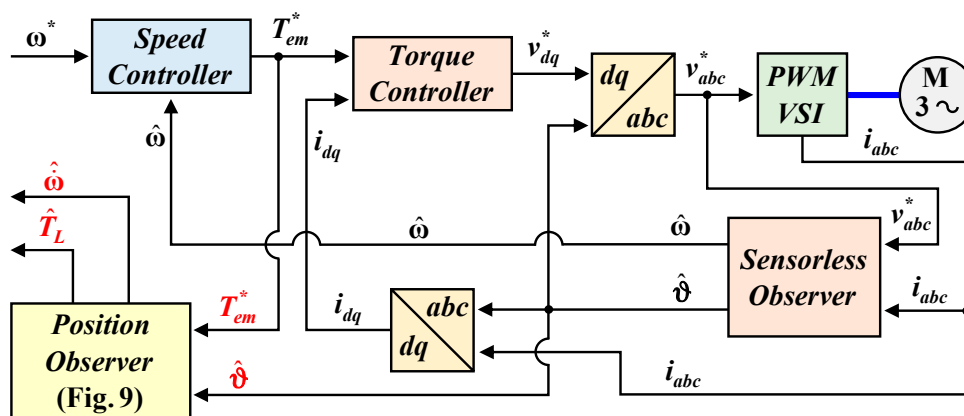 ω*
Speed
Controller
T*em
Torque
Controller
v*dq
dq
abc
v*abc
PWM
VSI
M
3 ~
ω̂
idq
iabc
ω̂̇
T̂L
ω̂
ω̂
v*abc
Sensorless
Observer
T*em
idq
abc
dq
ϑ̂
iabc
Position
Observer
(Fig. 9)
ϑ̂
iabc